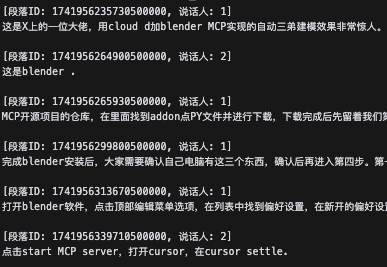 [段落ID: 1741956235730500000, 说话人: 1]
这是X上的一位大佬，用cloud d加blender MCP实现的自动三弟建模效果非常惊人。
[段落ID: 1741956264900500000, 说话人: 2]
这是blender .
[段落ID: 1741956265930500000, 说话人: 1]
MCP开源项目的仓库，在里面找到addon点PY文件并进行下载，下载完成后先留着我们第
[段落ID: 1741956299800500000, 说话人: 1]
完成blender安装后，大家需要确认自己电脑有这三个东西，确认后再进入第四步。第一
[段落ID: 1741956313670500000, 说话人: 1]
打开blender软件，点击顶部编辑菜单选项，在列表中找到偏好设置，在新开的偏好设
[段落ID: 1741956339710500000, 说话人: 2]
点击start MCP server，打开cursor，在cursor settle。